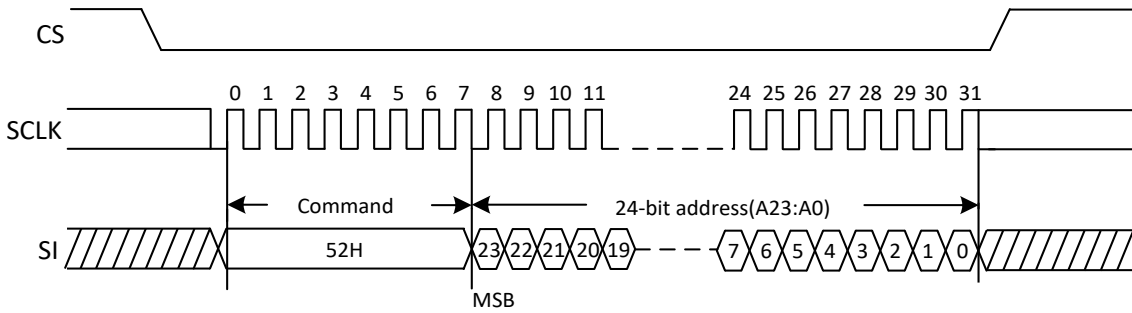 CS
0 1 2 3 4 5 6 7 8 9 10 11 24 25 26 27 28 29 30 31
SCLK
Command 24-bit address(A23:A0)
SI 52H 23 22 21 20 19 7 6 5 4 3 2 1 0
MSB